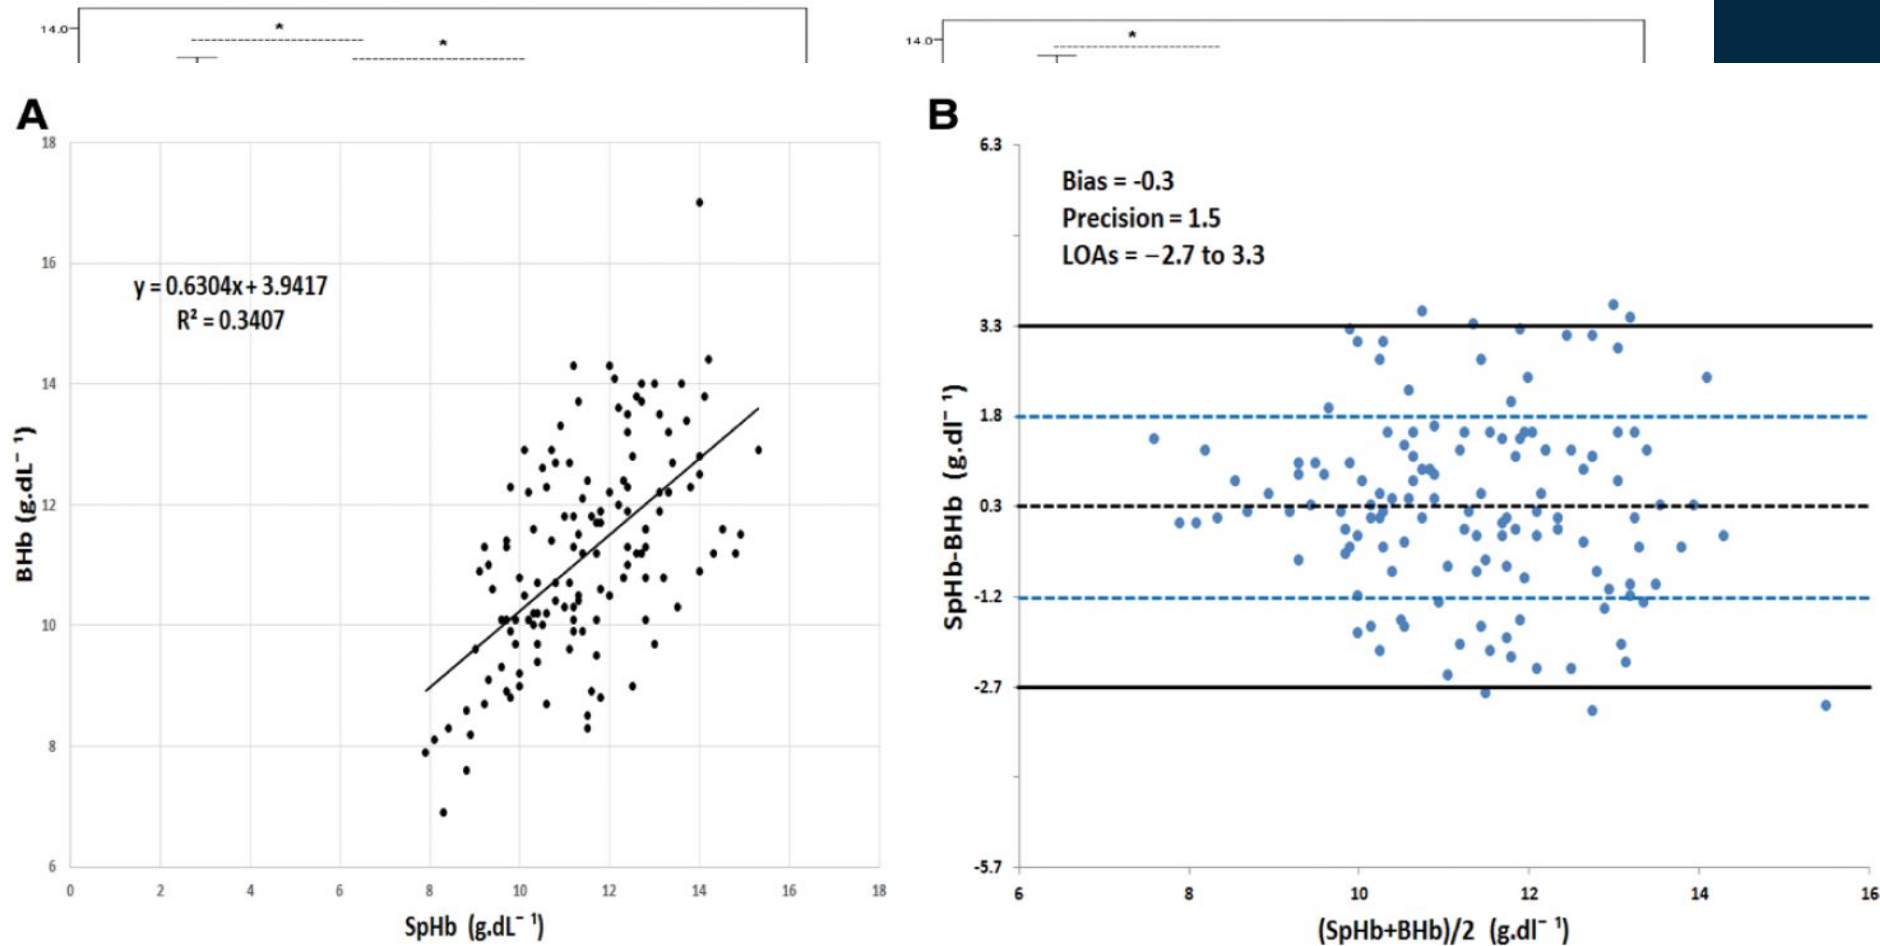 14.0
*
*
14.0
*
A
18
16
14
12
10
8
6
0 2 4 6 8 10 12 14 16 18
y = 0.6304x + 3.9417
R² = 0.3407
BHb (g.dL⁻ ¹)
SpHb (g.dL⁻ ¹)
B
6.3
3.3
1.8
0.3
-1.2
-2.7
-5.7
6 8 10 12 14 16
Bias = -0.3
Precision = 1.5
LOAs = −2.7 to 3.3
SpHb-BHb (g.dl⁻ ¹)
(SpHb+BHb)/2 (g.dl⁻ ¹)